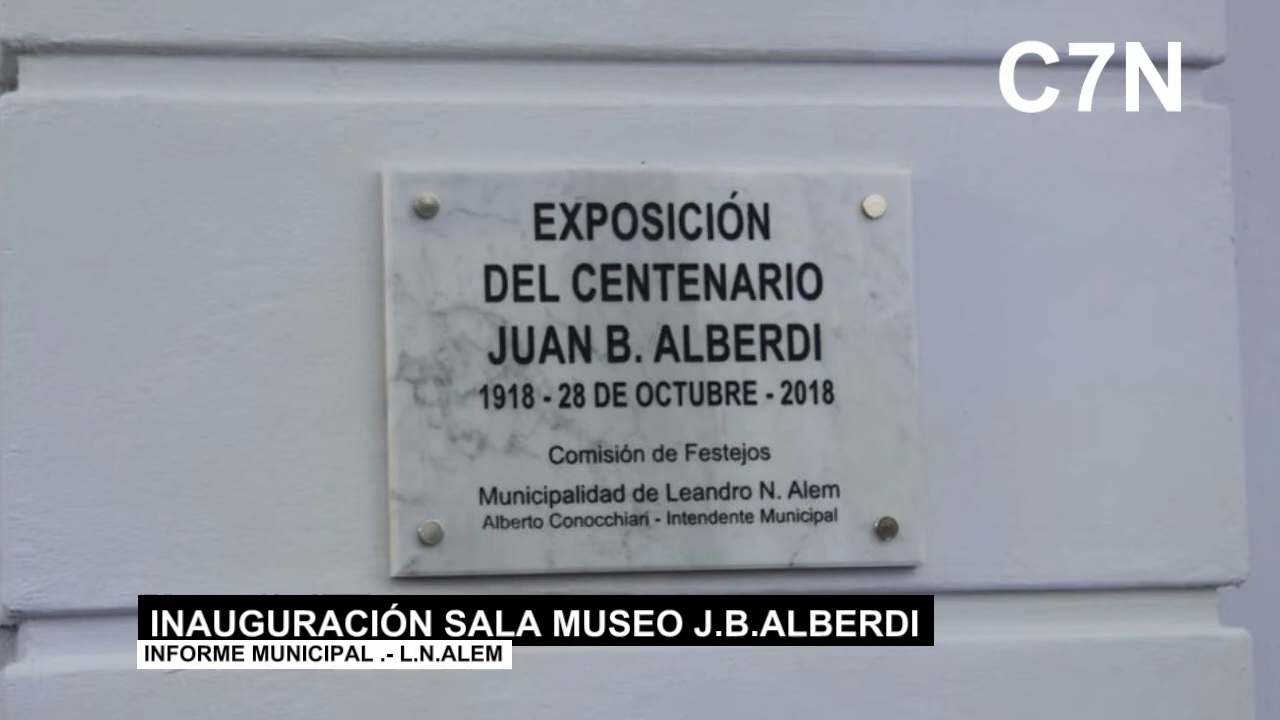 C7N
EXPOSICIÓN
DEL CENTENARIO
JUAN B. ALBERDI
1918 - 28 DE OCTUBRE - 2018
Comisión de Festejos
Municipalidad de Leandro N. Alem
Alberto Conocchiari - Intendente Municipal
INAUGURACIÓN SALA MUSEO J.B.ALBERDI
INFORME MUNICIPAL .- L.N.ALEM